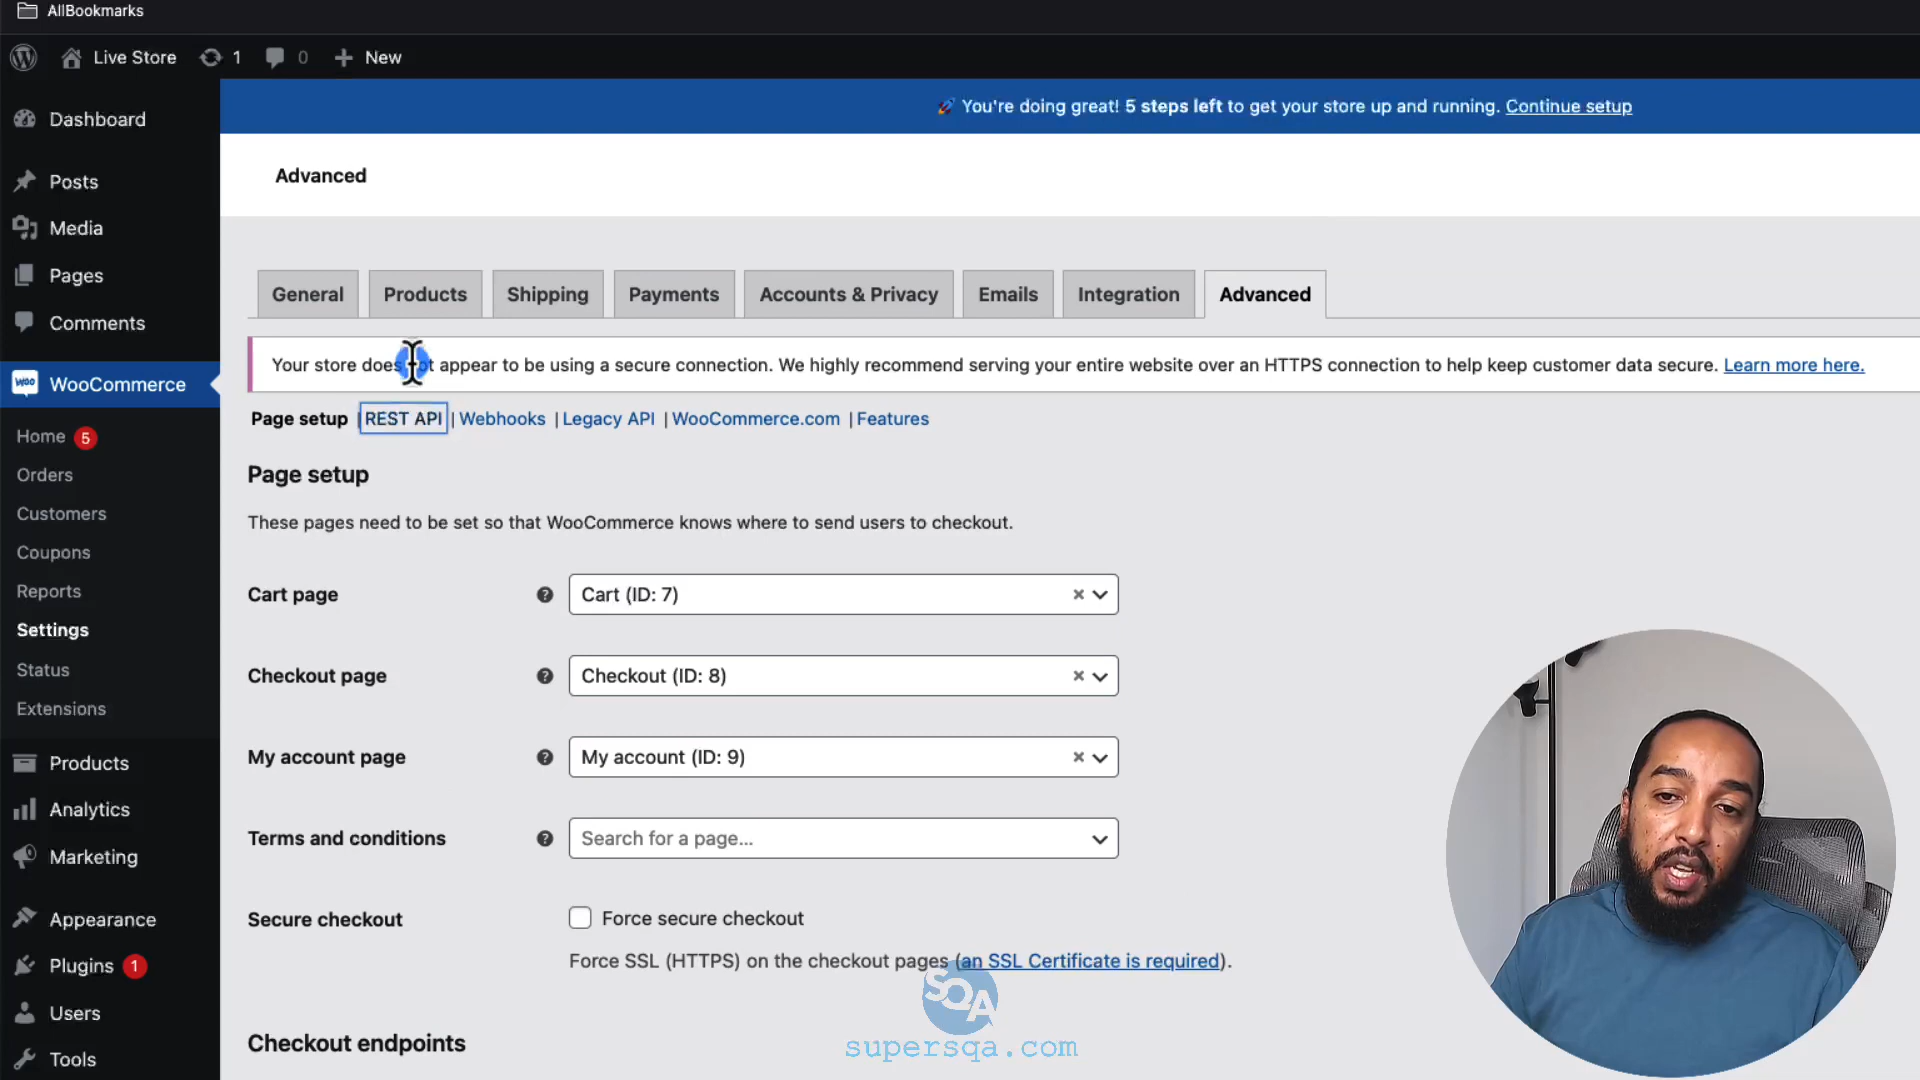 AllBookmarks
Live Store 1 0 New
Dashboard
Posts
Media
Pages
Comments
woo WooCommerce
Home 5
Orders
Customers
Coupons
Reports
Settings
Status
Extensions
Products
Analytics
Marketing
Appearance
Plugins 1
Users
Tools
You're doing great! 5 steps left to get your store up and running. Continue setup
Advanced
General Products Shipping Payments Accounts & Privacy Emails Integration Advanced
Your store does not appear to be using a secure connection. We highly recommend serving your entire website over an HTTPS connection to help keep customer data secure. Learn more here.
Page setup | REST API | Webhooks | Legacy API | WooCommerce.com | Features
Page setup
These pages need to be set so that WooCommerce knows where to send users to checkout.
Cart page ? Cart (ID: 7) ×
Checkout page ? Checkout (ID: 8) ×
My account page ? My account (ID: 9) ×
Terms and conditions ? Search for a page...
Secure checkout Force secure checkout
Force SSL (HTTPS) on the checkout pages (an SSL Certificate is required).
Checkout endpoints
SQA
supersqa.com